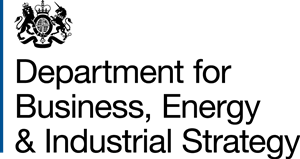 Department for
Business, Energy
& Industrial Strategy